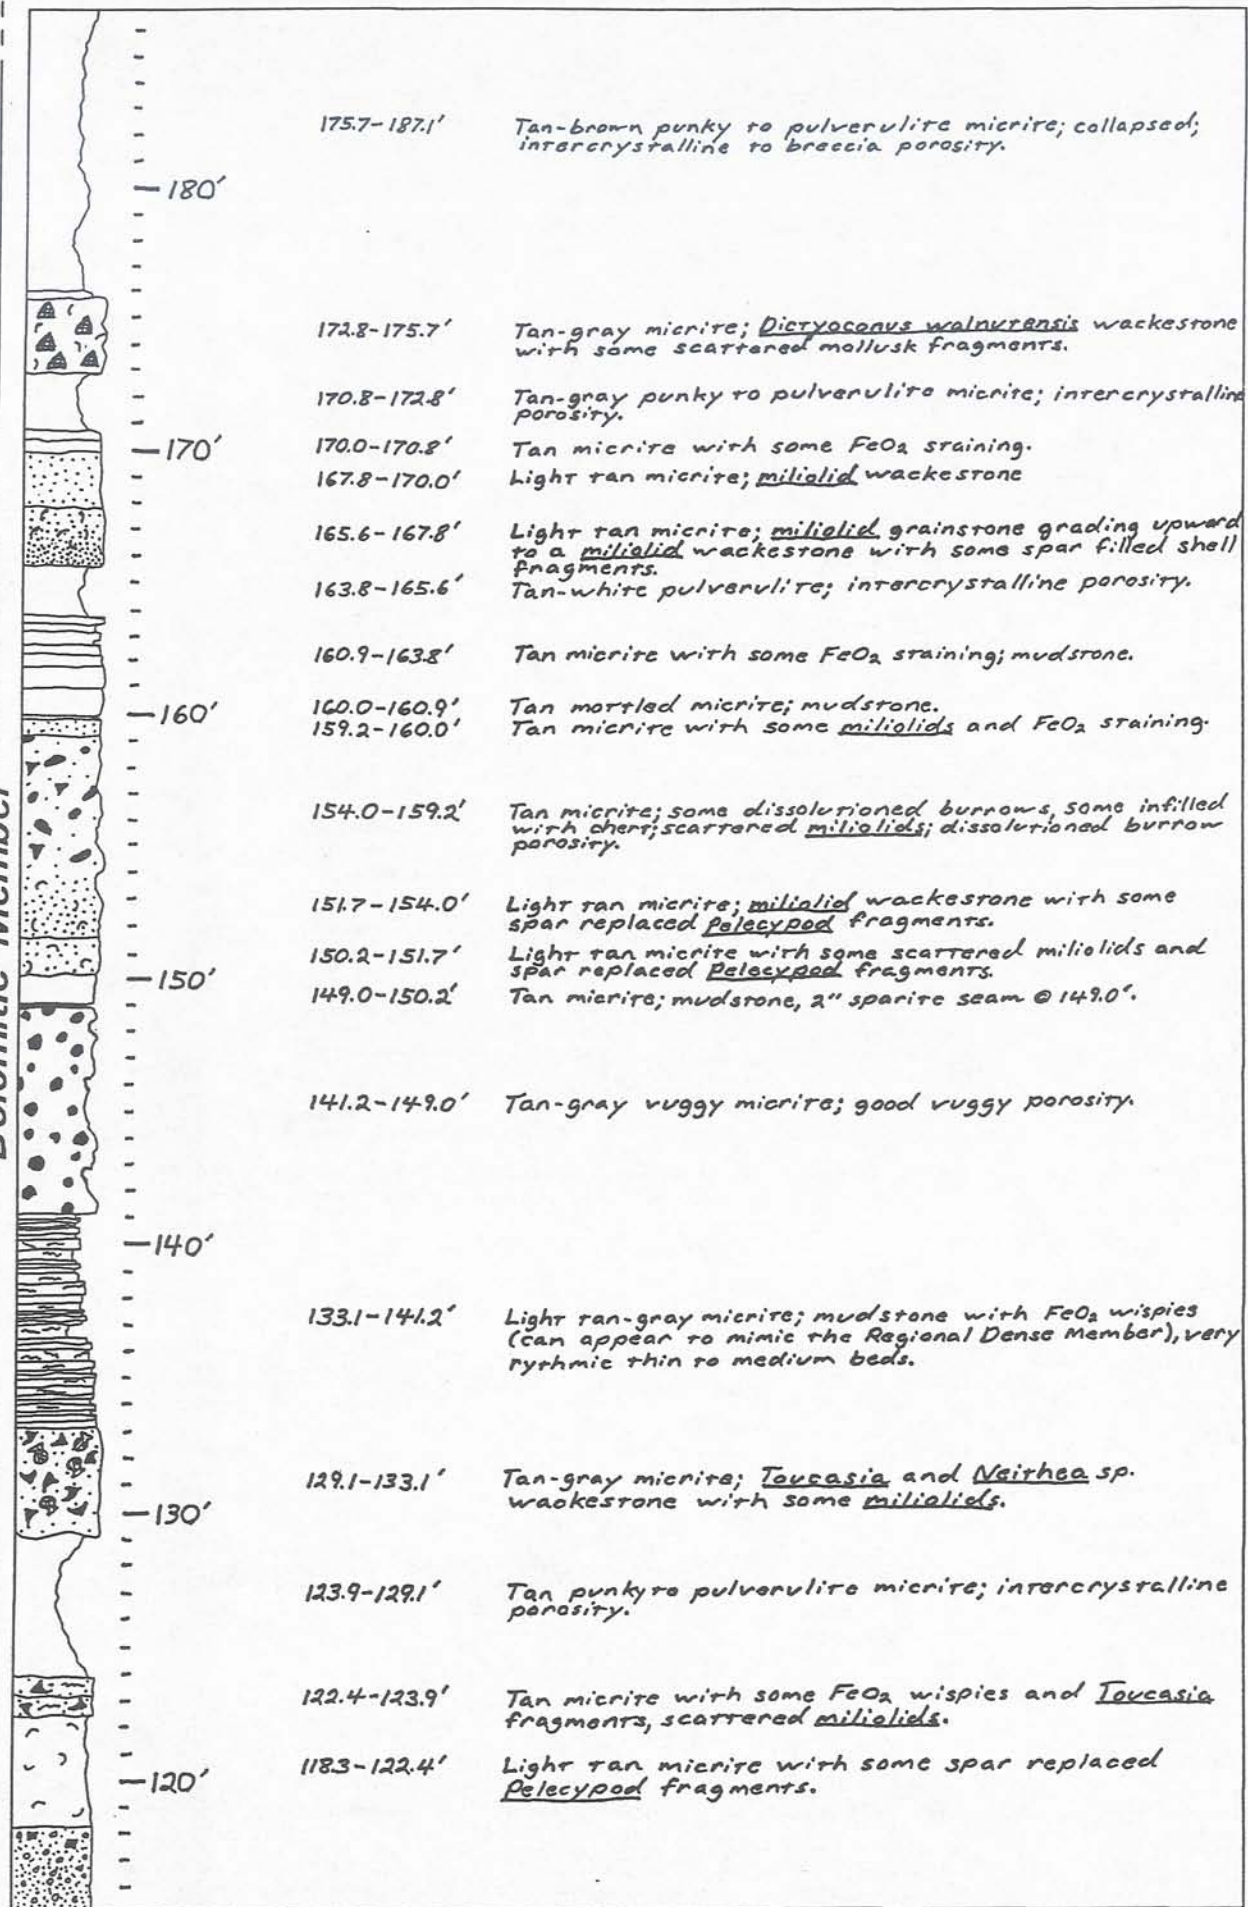 175.7-187.1' Tan-brown punky to pulverulite micrite; collapsed;
intercrystalline to breccia porosity.
180'
172.8-175.7' Tan-gray micrite; Dictyoconus walnutensis wackestone
with some scattered mollusk fragments.
170.8-172.8' Tan-gray punky to pulverulite micrite; intercrystalline
porosity.
170'
170.0-170.8' Tan micrite with some FeO2 staining.
167.8-170.0' Light tan micrite; miliolid wackestone
165.6-167.8' Light tan micrite; miliolid grainstone grading upward
to a miliolid wackestone with some spar filled shell
fragments.
163.8-165.6' Tan-white pulverulite; intercrystalline porosity.
160.9-163.8' Tan micrite with some FeO2 staining; mudstone.
160'
160.0-160.9' Tan mottled micrite; mudstone.
159.2-160.0' Tan micrite with some miliolids and FeO2 staining.
154.0-159.2' Tan micrite; some dissolutioned burrows, some infilled
with chert; scattered miliolids; dissolutioned burrow
porosity.
151.7-154.0' Light tan micrite; miliolid wackestone with some
spar replaced Pelecypod fragments.
150.2-151.7' Light tan micrite with some scattered miliolids and
spar replaced Pelecypod fragments.
150'
149.0-150.2' Tan micrite; mudstone, 2" sparite seam @ 149.0'.
141.2-149.0' Tan-gray vuggy micrite; good vuggy porosity.
140'
133.1-141.2' Light tan-gray micrite; mudstone with FeO2 wispies
(can appear to mimic the Regional Dense Member), very
rythmic thin to medium beds.
129.1-133.1' Tan-gray micrite; Toucasia and Neithea sp.
wackestone with some miliolids.
130'
123.9-129.1' Tan punky to pulverulite micrite; intercrystalline
porosity.
122.4-123.9' Tan micrite with some FeO2 wispies and Toucasia
fragments, scattered miliolids.
118.3-122.4' Light tan micrite with some spar replaced
Pelecypod fragments.
120'
Member